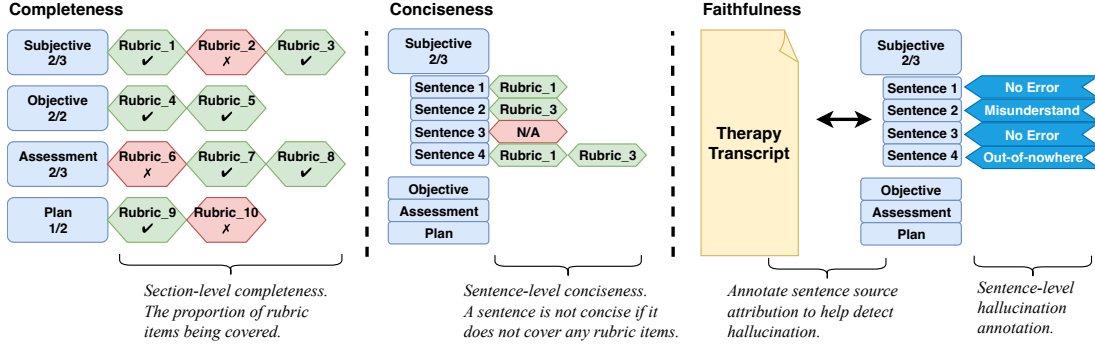 Completeness
Subjective
2/3
Rubric_1
✔
Rubric_2
✗
Rubric_3
✔
Objective
2/2
Rubric_4
✔
Rubric_5
✔
Assessment
2/3
Rubric_6
✗
Rubric_7
✔
Rubric_8
✔
Plan
1/2
Rubric_9
✔
Rubric_10
✗
Section-level completeness.
The proportion of rubric
items being covered.
Conciseness
Subjective
2/3
Sentence 1
Rubric_1
Sentence 2
Rubric_3
Sentence 3
N/A
Sentence 4
Rubric_1
Rubric_3
Objective
Assessment
Plan
Sentence-level conciseness.
A sentence is not concise if it
does not cover any rubric items.
Faithfulness
Therapy
Transcript
Subjective
2/3
Sentence 1
No Error
Sentence 2
Misunderstand
Sentence 3
No Error
Sentence 4
Out-of-nowhere
Objective
Assessment
Plan
Annotate sentence source
attribution to help detect
hallucination.
Sentence-level
hallucination
annotation.